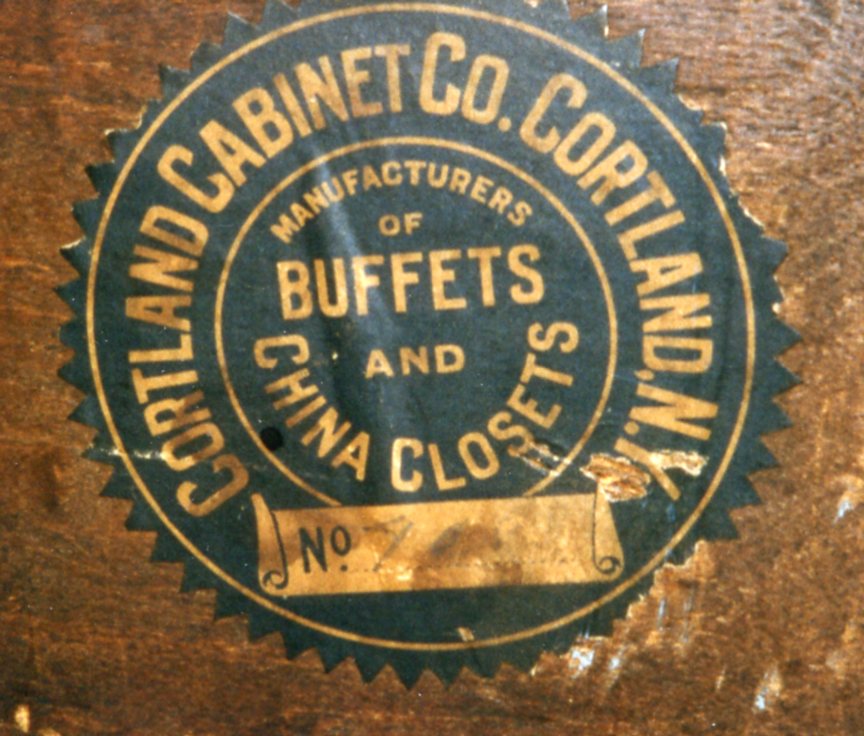 CORTLAND CABINET CO. CORTLAND, N.Y.
MANUFACTURERS
OF
BUFFETS
AND
CHINA CLOSETS
No.